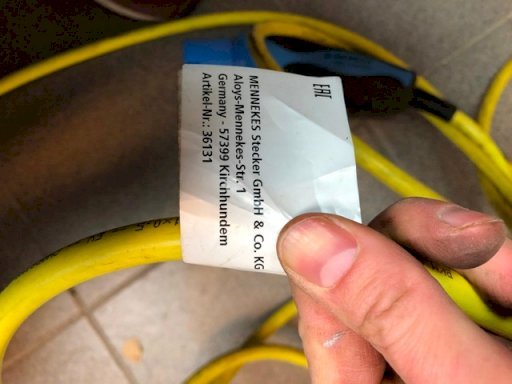 EAC
MENNEKES Stecker GmbH & Co. KG
Aloys-Mennekes-Str. 1
Germany - 57399 Kirchhundem
Artikel-Nr.: 36131